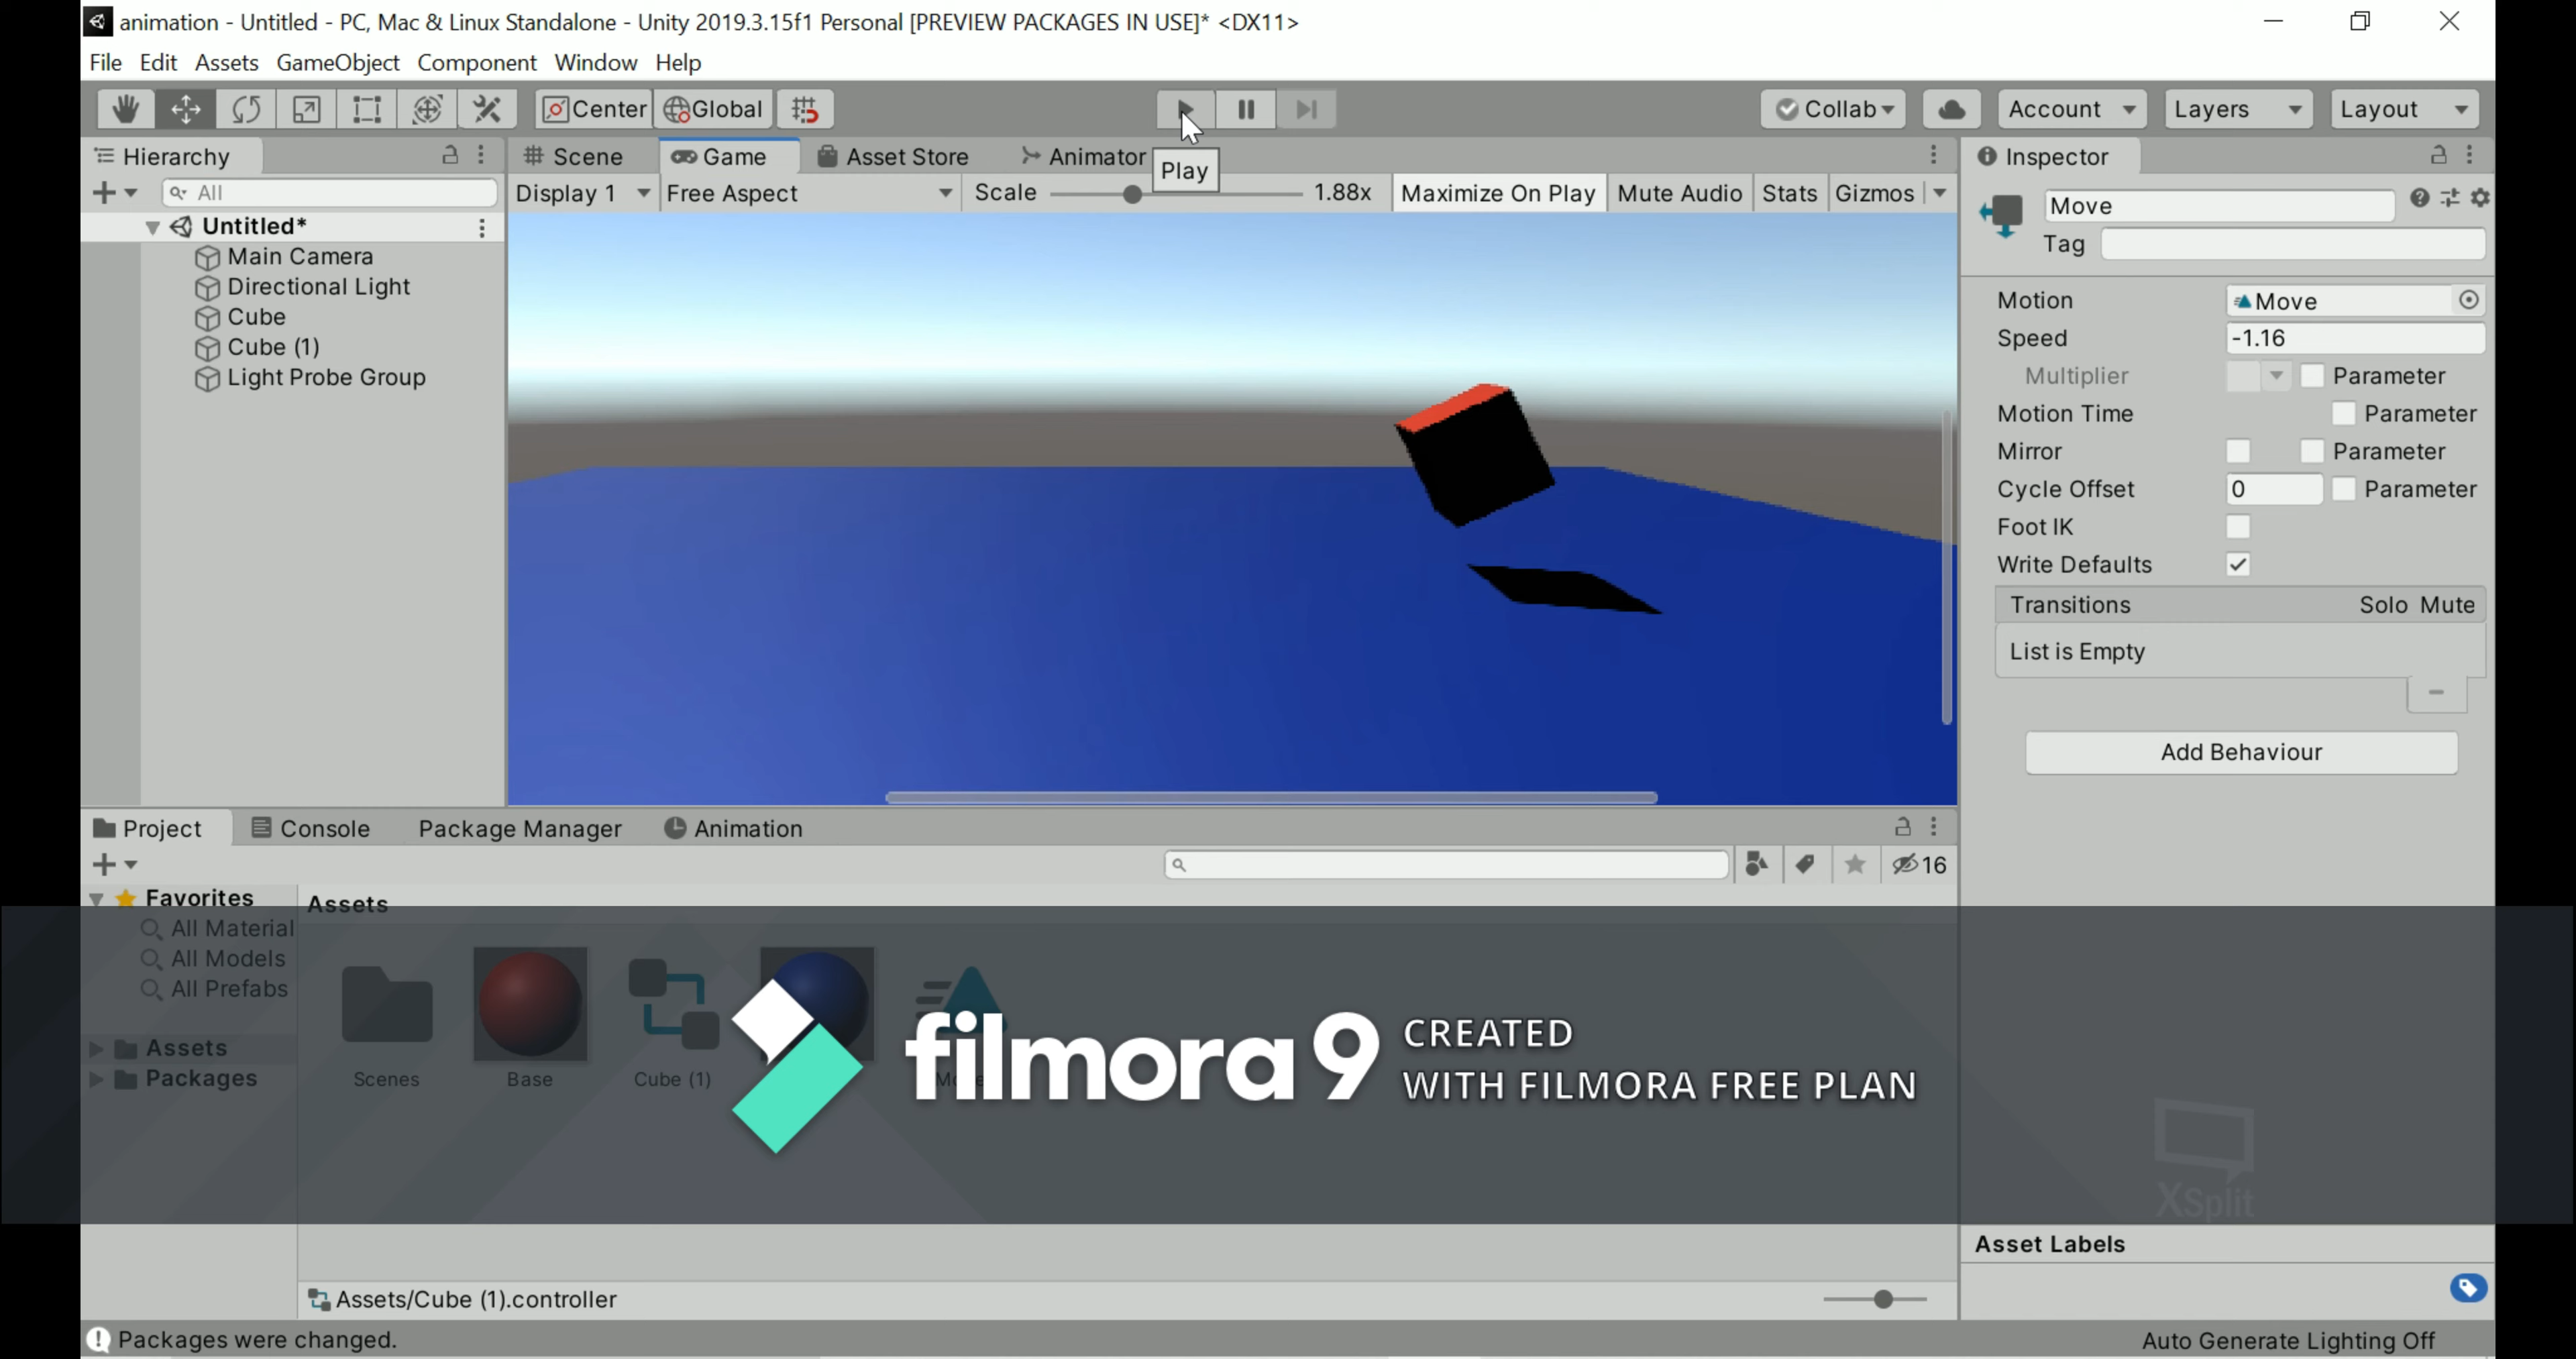 animation - Untitled - PC, Mac & Linux Standalone - Unity 2019.3.15f1 Personal [PREVIEW PACKAGES IN USE]* <DX11>
File Edit Assets GameObject Component Window Help
Center Global Collab Account Layers Layout
Hierarchy Scene Game Asset Store Animator Inspector
Play
All Display 1 Free Aspect Scale 1.88x Maximize On Play Mute Audio Stats Gizmos
Move
Tag
Untitled*
Main Camera
Directional Light
Cube
Cube (1)
Light Probe Group
Motion Move
Speed -1.16
Multiplier Parameter
Motion Time Parameter
Mirror Parameter
Cycle Offset 0 Parameter
Foot IK
Write Defaults
Transitions Solo Mute
List is Empty
Add Behaviour
Project Console Package Manager Animation
16
Favorites
All Material
All Models
All Prefabs
Assets
Packages
Assets
Scenes Base Cube (1)
filmora9 CREATED
WITH FILMORA FREE PLAN
XSplit
Asset Labels
Assets/Cube (1).controller
Packages were changed.
Auto Generate Lighting Off